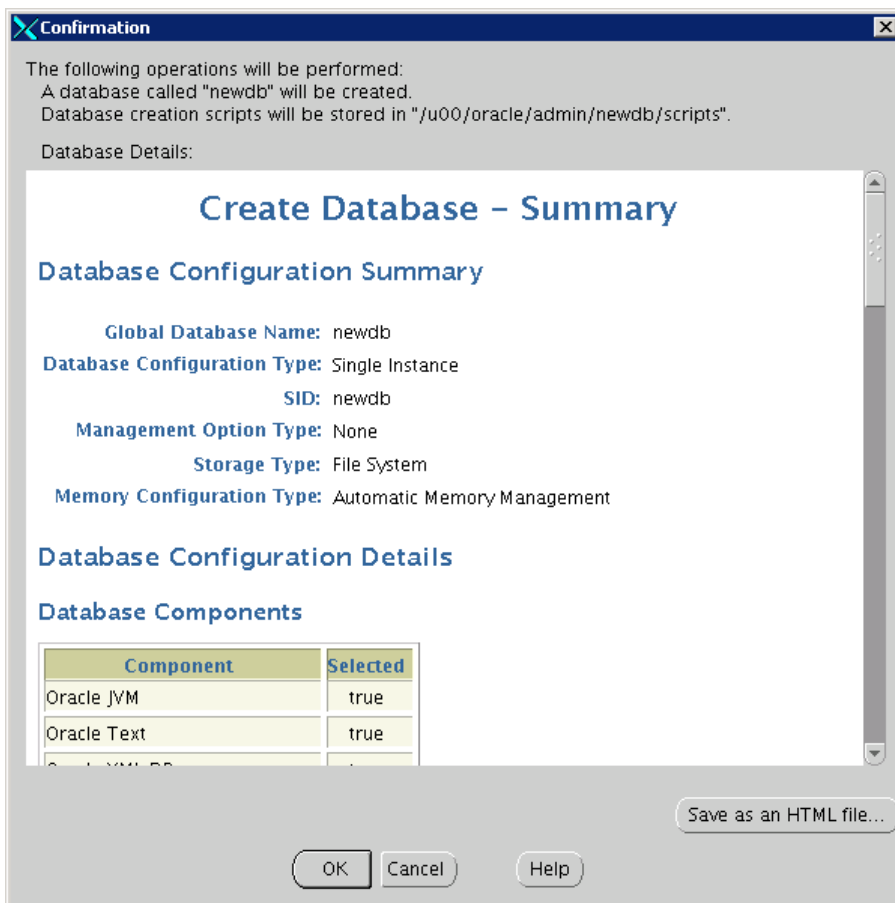 Confirmation
The following operations will be performed:
A database called "newdb" will be created.
Database creation scripts will be stored in "/u00/oracle/admin/newdb/scripts".
Database Details:
Create Database – Summary
Database Configuration Summary
Global Database Name: newdb
Database Configuration Type: Single Instance
SID: newdb
Management Option Type: None
Storage Type: File System
Memory Configuration Type: Automatic Memory Management
Database Configuration Details
Database Components
Component Selected
Oracle JVM true
Oracle Text true
Save as an HTML file...
OK Cancel Help